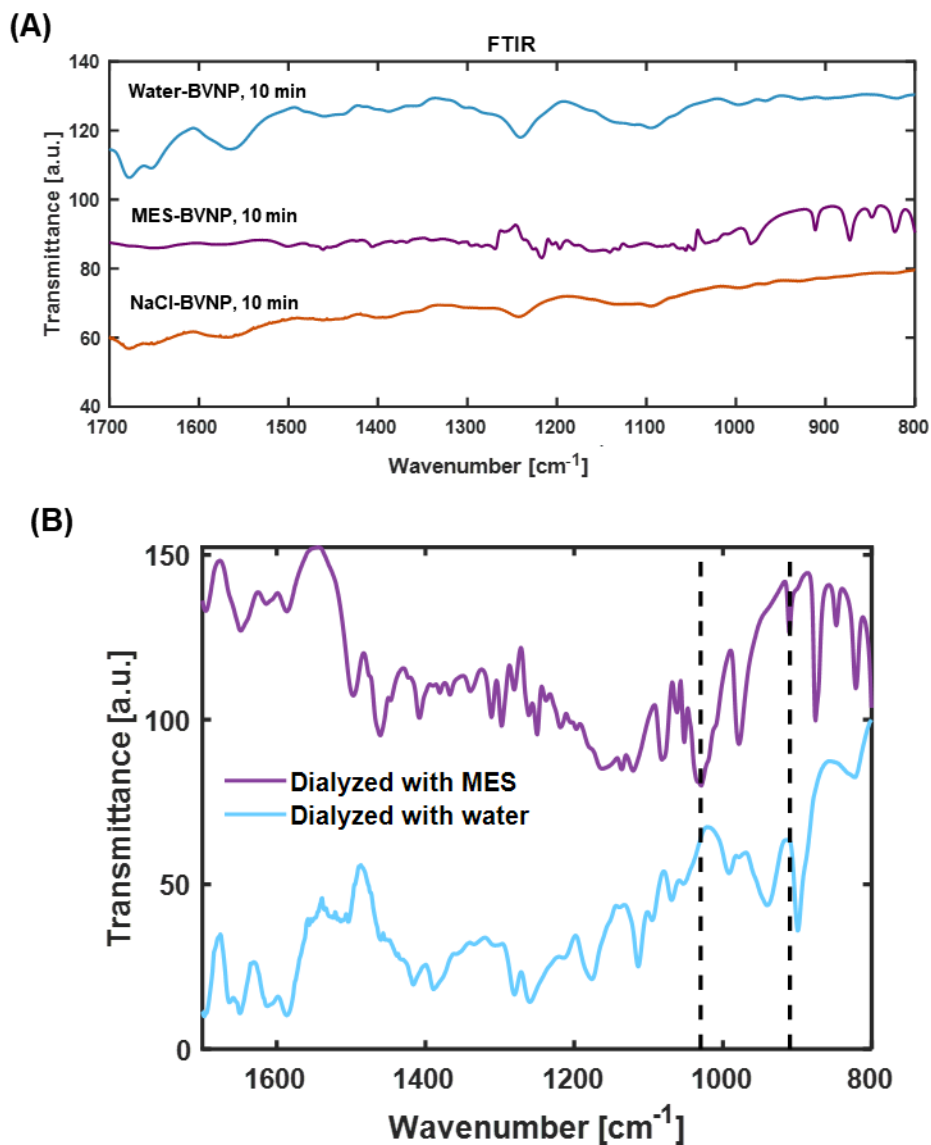 (A)
FTIR
Water-BVNP, 10 min
MES-BVNP, 10 min
NaCl-BVNP, 10 min
Transmittance [a.u.]
140
120
100
80
60
40
1700 1600 1500 1400 1300 1200 1100 1000 900 800
Wavenumber [cm⁻¹]
(B)
Transmittance [a.u.]
150
100
50
0
Dialyzed with MES
Dialyzed with water
1600 1400 1200 1000 800
Wavenumber [cm⁻¹]